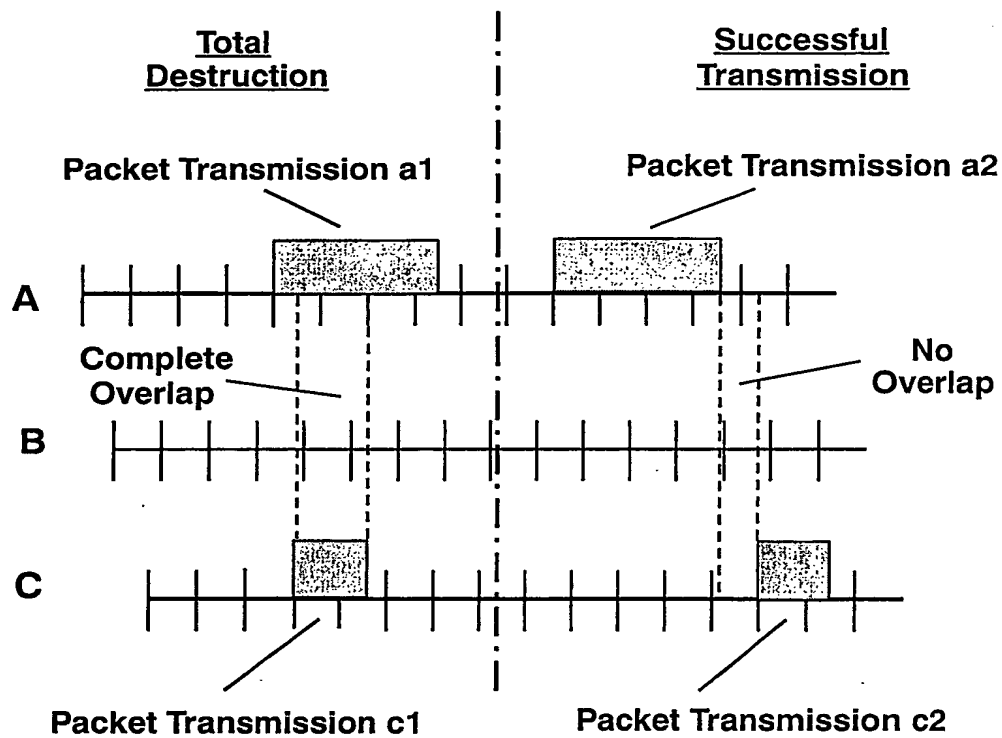 Total
Destruction
Successful
Transmission
Packet Transmission a1
Packet Transmission a2
A
Complete
Overlap
No
Overlap
B
C
Packet Transmission c1
Packet Transmission c2